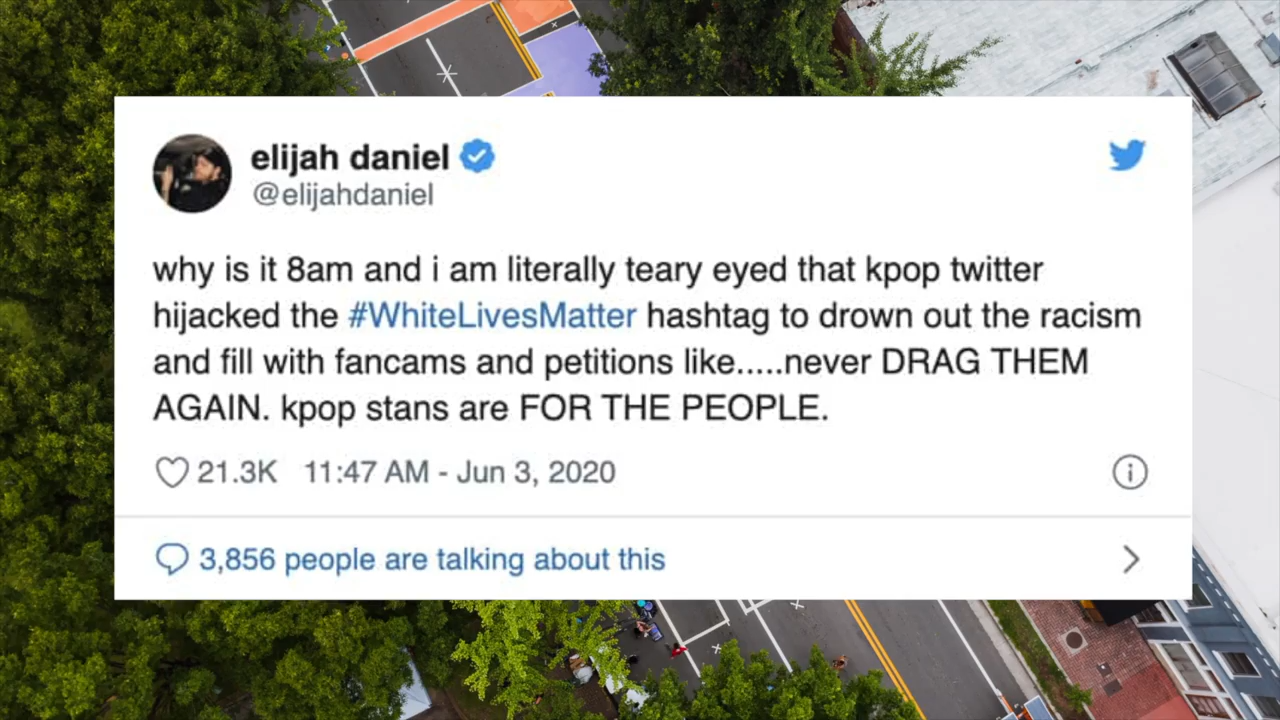 elijah daniel
@elijahdaniel
why is it 8am and i am literally teary eyed that kpop twitter
hijacked the #WhiteLivesMatter hashtag to drown out the racism
and fill with fancams and petitions like.....never DRAG THEM
AGAIN. kpop stans are FOR THE PEOPLE.
21.3K 11:47 AM - Jun 3, 2020
3,856 people are talking about this